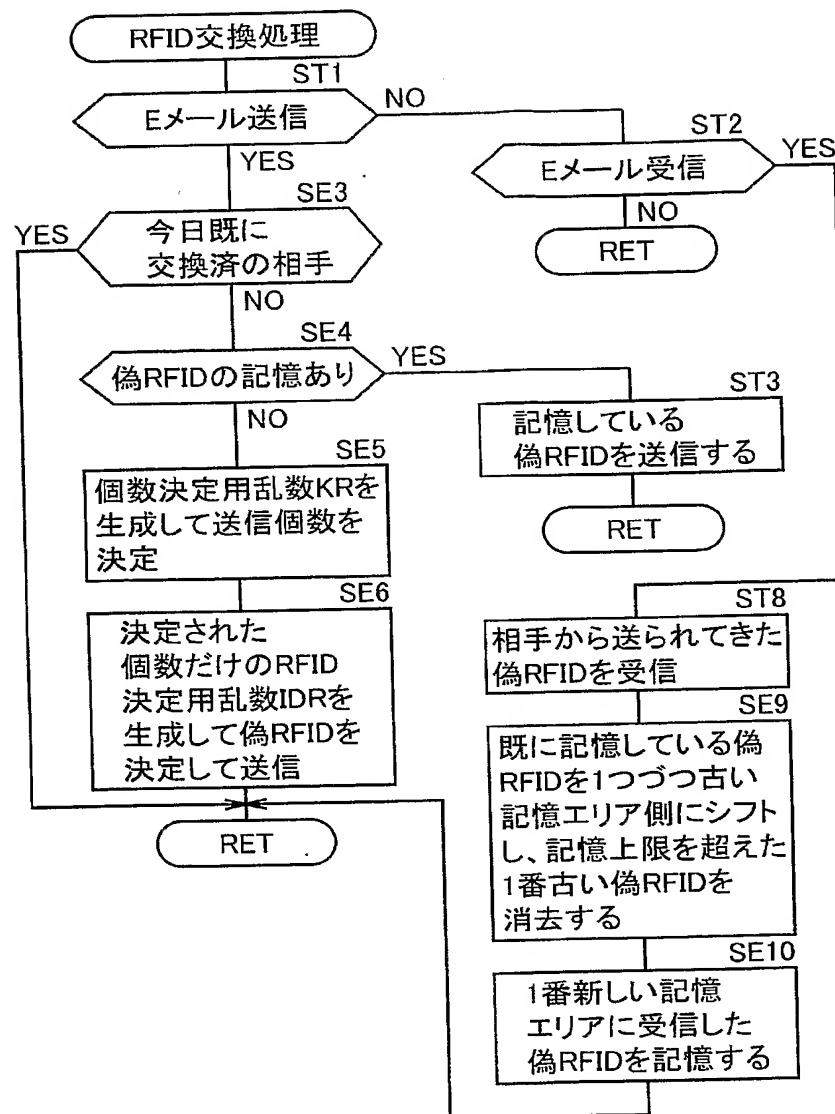 RFID交換処理
ST1
Eメール送信
NO
YES
ST2
Eメール受信
YES
NO
RET
SE3
YES
今日既に
交換済の相手
NO
SE4
偽RFIDの記憶あり
YES
NO
ST3
記憶している
偽RFIDを送信する
RET
SE5
個数決定用乱数KRを
生成して送信個数を
決定
SE6
決定された
個数だけのRFID
決定用乱数IDRを
生成して偽RFIDを
決定して送信
RET
ST8
相手から送られてきた
偽RFIDを受信
SE9
既に記憶している偽
RFIDを1つづつ古い
記憶エリア側にシフト
し、記憶上限を超えた
1番古い偽RFIDを
消去する
SE10
1番新しい記憶
エリアに受信した
偽RFIDを記憶する